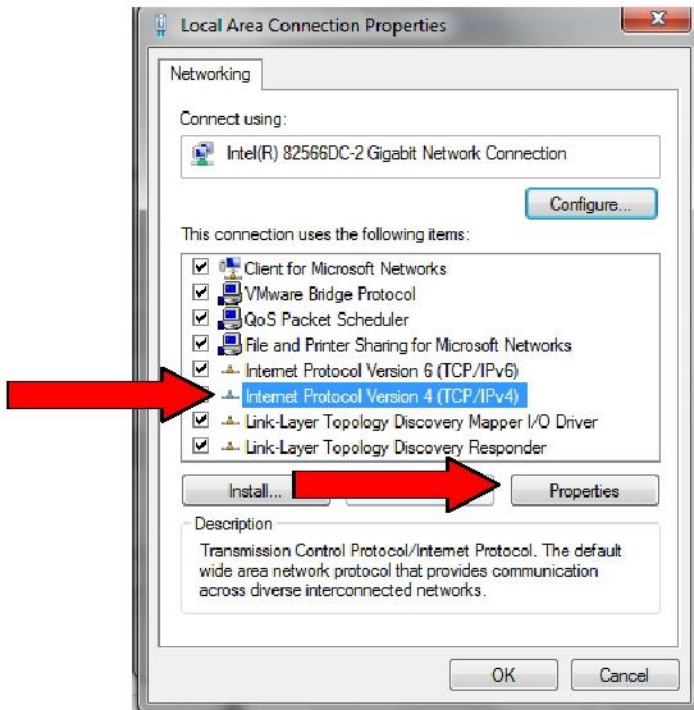 Local Area Connection Properties
Networking
Connect using:
Intel(R) 82566DC-2 Gigabit Network Connection
Configure...
This connection uses the following items:
Client for Microsoft Networks
VMware Bridge Protocol
QoS Packet Scheduler
File and Printer Sharing for Microsoft Networks
Internet Protocol Version 6 (TCP/IPv6)
Internet Protocol Version 4 (TCP/IPv4)
Link-Layer Topology Discovery Mapper I/O Driver
Link-Layer Topology Discovery Responder
Install...
Properties
Description
Transmission Control Protocol/Internet Protocol. The default
wide area network protocol that provides communication
across diverse interconnected networks.
OK
Cancel